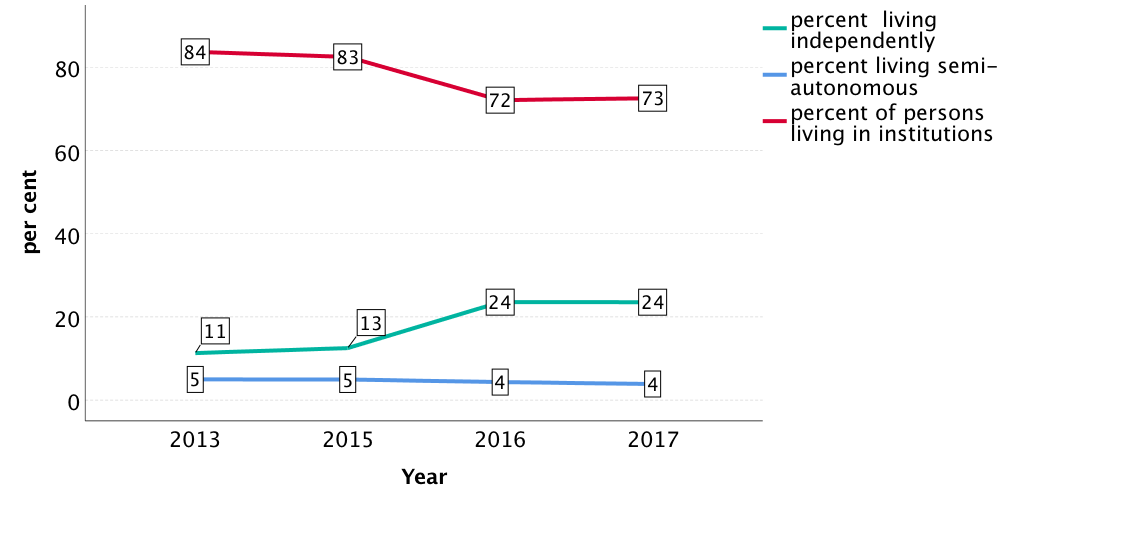 percent living
independently
percent living semi-
autonomous
percent of persons
living in institutions
per cent
80
60
40
20
0
84
83
72
73
11
13
24
24
5
5
4
4
2013
2015
2016
2017
Year